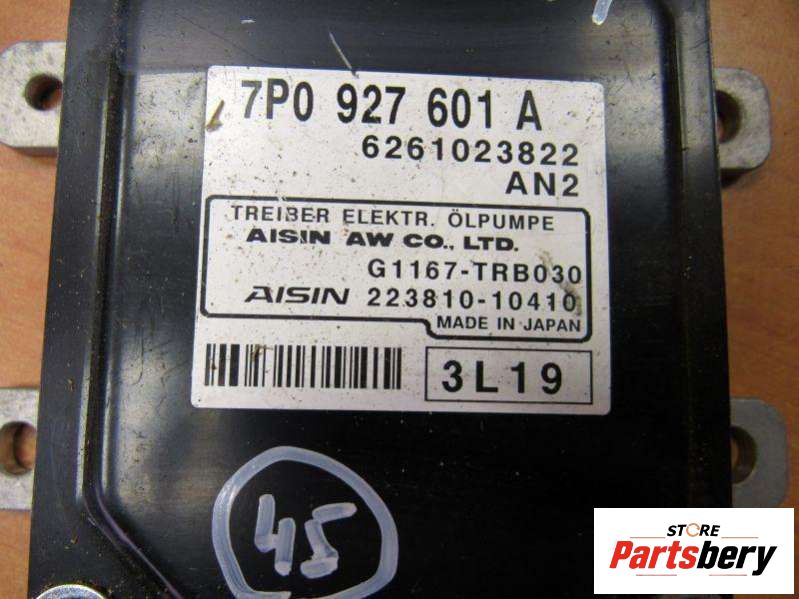 7P0 927 601 A
6261023822
AN2
TREIBER ELEKTR. ÖLPUMPE
AISIN AW CO., LTD.
G1167-TRB030
AISIN 223810-10410
MADE IN JAPAN
3L19
45
STORE
Partsbery